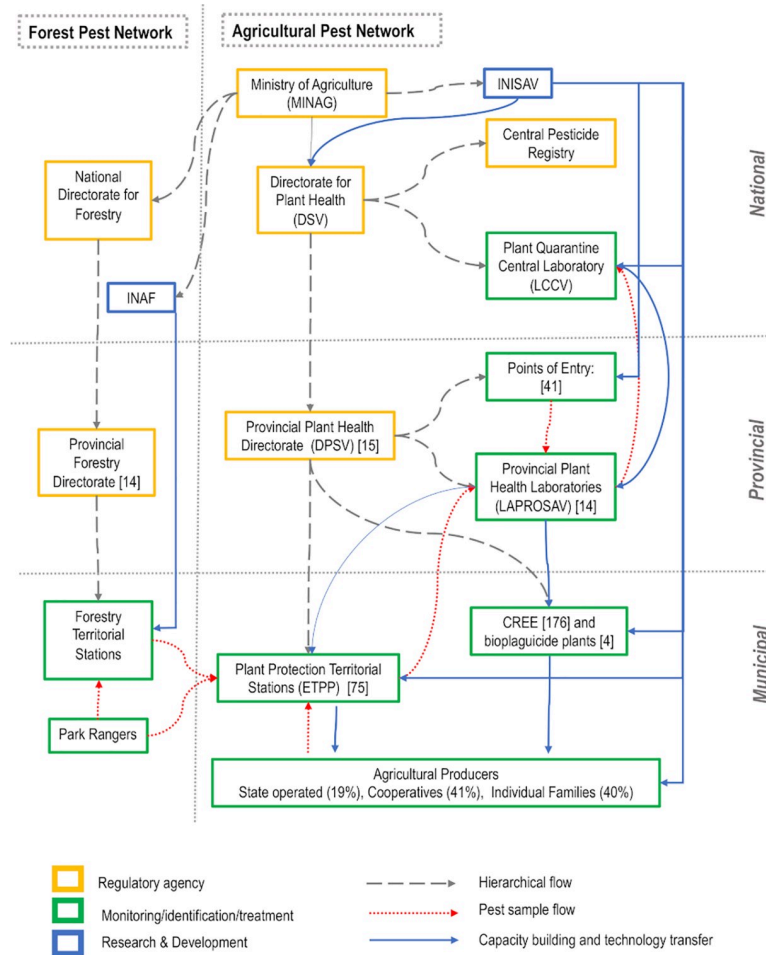 Forest Pest Network
Agricultural Pest Network
Ministry of Agriculture
(MINAG)
INISAV
Central Pesticide
Registry
National
Directorate for
Forestry
Directorate for
Plant Health
(DSV)
Plant Quarantine
Central Laboratory
(LCCV)
INAF
National
Points of Entry:
[41]
Provincial Plant Health
Directorate (DPSV) [15]
Provincial
Forestry
Directorate [14]
Provincial Plant
Health Laboratories
(LAPROSAV) [14]
Provincial
Forestry
Territorial
Stations
CREE [176] and
bioplaguicide plants [4]
Plant Protection Territorial
Stations (ETPP) [75]
Park Rangers
Municipal
Agricultural Producers
State operated (19%), Cooperatives (41%), Individual Families (40%)
Regulatory agency
Monitoring/identification/treatment
Research & Development
Hierarchical flow
Pest sample flow
Capacity building and technology transfer